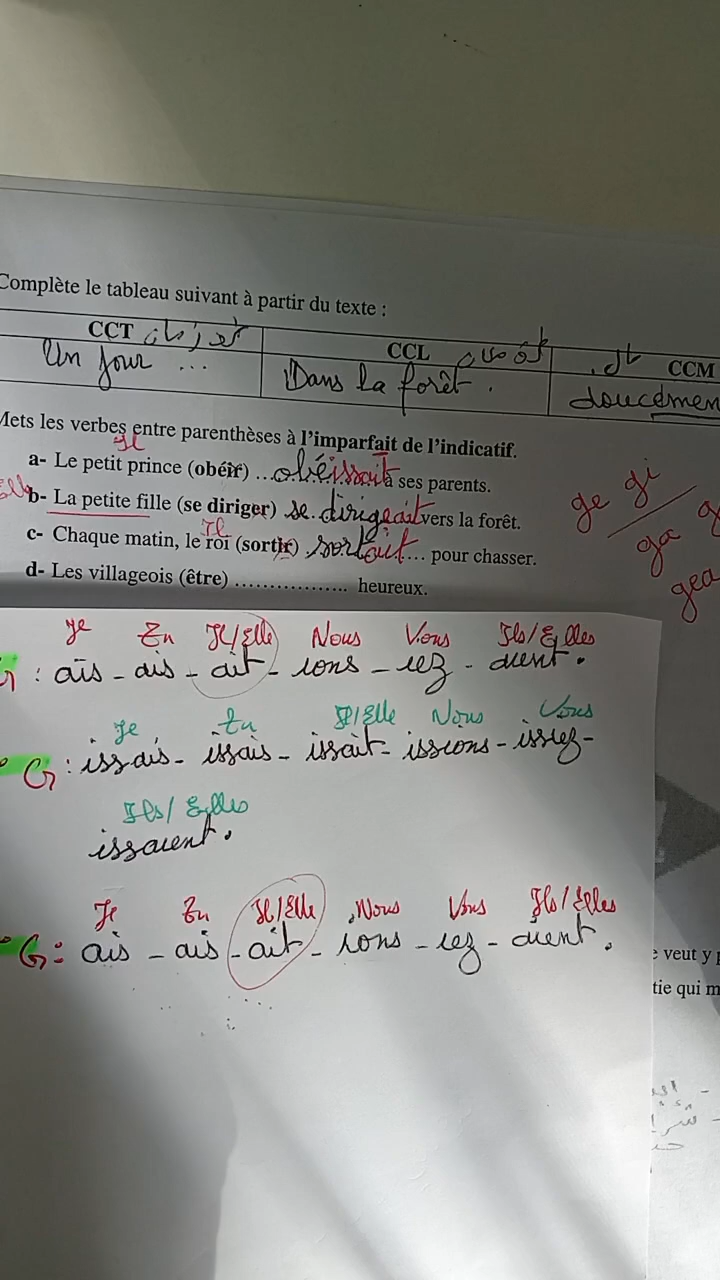 Complète le tableau suivant à partir du texte :
CCT CCL CCM
Un jour ... Dans la forêt . doucement
Mets les verbes entre parenthèses à l'imparfait de l'indicatif.
Il
a- Le petit prince (obéir) ...obéissait à ses parents.
Elle b- La petite fille (se diriger) se dirigeait vers la forêt.
Il
c- Chaque matin, le roi (sortir) sortait... pour chasser.
d- Les villageois (être) .................. heureux.
ge gi
ga
gea
Je Tu Il/Elle Nous Vous Ils/Elles
G : ais - ais - ait - ions - iez - aient.
Je Tu Il/Elle Nous Vous
G : issais - issais - issait - issions - issiez -
Ils/Elles
issaient.
Je Tu Il/Elle Nous Vous Ils/Elles
G : ais - ais - ait - ions - iez - aient.
veut y
tie qui